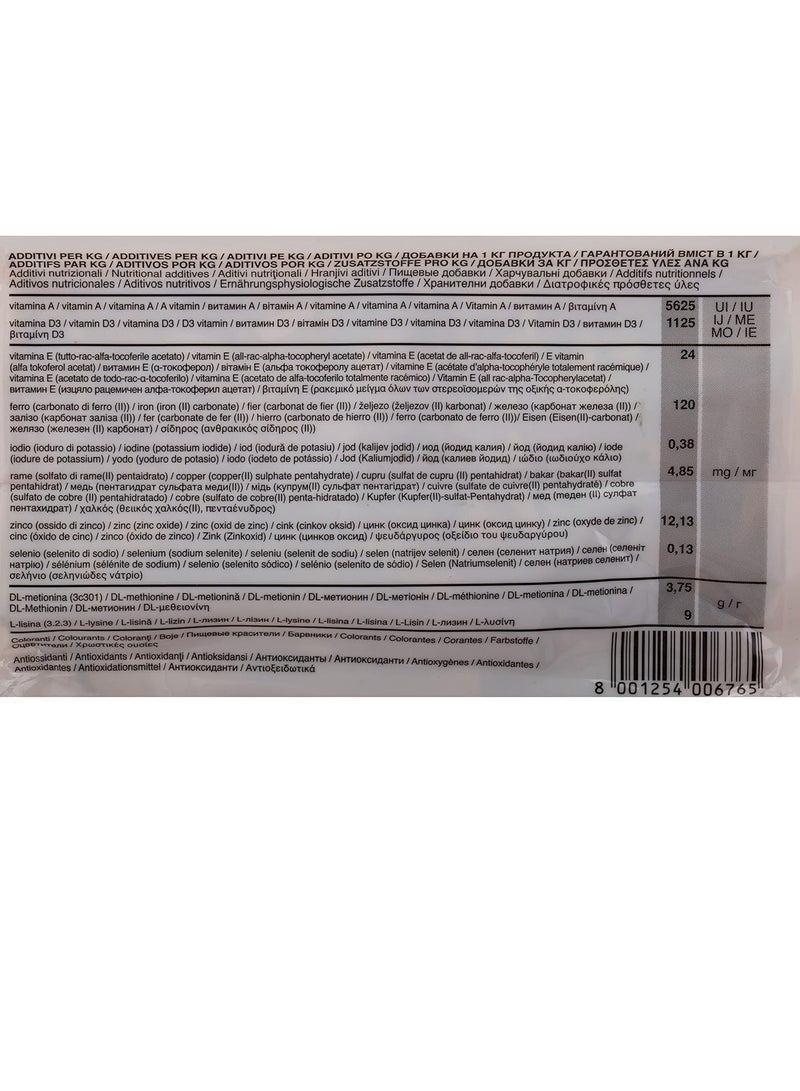 ADDITIVI PER KG / ADDITIVES PER KG / ADITIVI PE KG / ADITIVI PO KG / ДОБАВКИ НА 1 КГ ПРОДУКТА / ГАРАНТОВАНИЙ ВМІСТ В 1 КГ /
ADDITIFS PAR KG / ADITIVOS POR KG / ADITIVOS POR KG / ZUSATZSTOFFE PRO KG / ДОБАВКИ ЗА КГ / ΠΡΟΣΘΕΤΕΣ ΥΛΕΣ ΑΝΑ KG
Additivi nutrizionali / Nutritional additives / Aditivi nutriţionali / Hranjivi aditivi / Пищевые добавки / Харчувальні добавки / Additifs nutritionnels /
Aditivos nutricionales / Aditivos nutritivos / Ernährungsphysiologische Zusatzstoffe / Хранителни добавки / Διατροφικές πρόσθετες ύλες
vitamina A / vitamin A / vitamina A / A vitamin / витамин A / вітамін A / vitamine A / vitamina A / vitamina A / Vitamin A / витамин A / βιταμίνη A 5625 UI / IU
vitamina D3 / vitamin D3 / vitamina D3 / D3 vitamin / витамин D3 / вітамін D3 / vitamine D3 / vitamina D3 / vitamina D3 / Vitamin D3 / витамин D3 / 1125 IJ / ME
βιταμίνη D3 MO / IE
vitamina E (tutto-rac-alfa-tocoferile acetato) / vitamin E (all-rac-alpha-tocopheryl acetate) / vitamina E (acetat de all-rac-alfa-tocoferil) / E vitamin 24
(alfa tokoferol acetat) / витамин E (α-токоферол) / вітамін E (альфа токоферолу ацетат) / vitamine E (acétate d'alpha-tocophéryle totalement racémique) /
vitamina E (acetato de todo-rac-α-tocoferilo) / vitamina E (acetato de alfa-tocoferilo totalmente racémico) / Vitamin E (all rac-alpha-Tocopherylacetat) /
витамин E (изцяло рацемичен алфа-токоферил ацетат) / βιταμίνη E (ρακεμικό μείγμα όλων των στερεοϊσομερών της οξικής α-τοκοφερόλης)
ferro (carbonato di ferro (II)) / iron (iron (II) carbonate) / fier (carbonat de fier (II)) / željezo (željezov (II) karbonat) / железо (карбонат железа (II)) / 120
залізо (карбонат заліза (II)) / fer (carbonate de fer (II)) / hierro (carbonato de hierro (II)) / ferro (carbonato de ferro (II))/ Eisen (Eisen(II)-carbonat) /
желязо (железен (II) карбонат) / σίδηρος (ανθρακικός σίδηρος (II))
iodio (ioduro di potassio) / iodine (potassium iodide) / iod (iodură de potasiu) / jod (kalijev jodid) / иод (йодид калия) / йод (йодид калію) / iode 0,38
(iodure de potassium) / yodo (yoduro de potasio) / iodo (iodeto de potássio) / Jod (Kaliumjodid) / йод (калиев йодид) / ιώδιο (ιωδιούχο κάλιο)
rame (solfato di rame(II) pentaidrato) / copper (copper(II) sulphate pentahydrate) / cupru (sulfat de cupru (II) pentahidrat) / bakar (bakar(II) sulfat 4,85 mg / мг
pentahidrat) / медь (пентагидрат сульфата меди(II)) / мідь (купрум(II) сульфат пентагідрат) / cuivre (sulfate de cuivre(II) pentahydraté) / cobre
(sulfato de cobre (II) pentahidratado) / cobre (sulfato de cobre(II) penta-hidratado) / Kupfer (Kupfer(II)-sulfat-Pentahydrat) / мед (меден (II) сулфат
пентахидрат) / χαλκός (θειικός χαλκός(II), πενταένυδρος)
zinco (ossido di zinco) / zinc (zinc oxide) / zinc (oxid de zinc) / cink (cinkov oksid) / цинк (оксид цинка) / цинк (оксид цинку) / zinc (oxyde de zinc) / 12,13
cinc (óxido de cinc) / zinco (óxido de zinco) / Zink (Zinkoxid) / цинк (цинков оксид) / ψευδάργυρος (οξείδιο του ψευδαργύρου)
selenio (selenito di sodio) / selenium (sodium selenite) / seleniu (selenit de sodiu) / selen (natrijev selenit) / селен (селенит натрия) / селен (селеніт 0,13
натрію) / sélénium (sélénite de sodium) / selenio (selenito sódico) / selénio (selenito de sódio) / Selen (Natriumselenit) / селен (натриев селенит) /
σελήνιο (σεληνιώδες νάτριο)
DL-metionina (3c301) / DL-methionine / DL-metionină / DL-metionin / DL-метионин / DL-метіонін / DL-méthionine / DL-metionina / DL-metionina / 3,75 g / г
DL-Methionin / DL-метионин / DL-μεθειονίνη
L-lisina (3.2.3) / L-lysine / L-lisină / L-lizin / L-лизин / L-лізин / L-lysine / L-lisina / L-lisina / L-Lisin / L-лизин / L-λυσίνη 9
Coloranti / Colourants / Coloranţi / Boje / Пищевые красители / Барвники / Colorants / Colorantes / Corantes / Farbstoffe /
Оцветители / Χρωστικές ουσίες
Antiossidanti / Antioxidants / Antioxidanţi / Antioksidansi / Антиоксиданты / Антиоксиданти / Antioxygènes / Antioxidantes /
Antioxidantes / Antioxidationsmittel / Антиоксиданти / Αντιοξειδωτικά
8 001254 006765